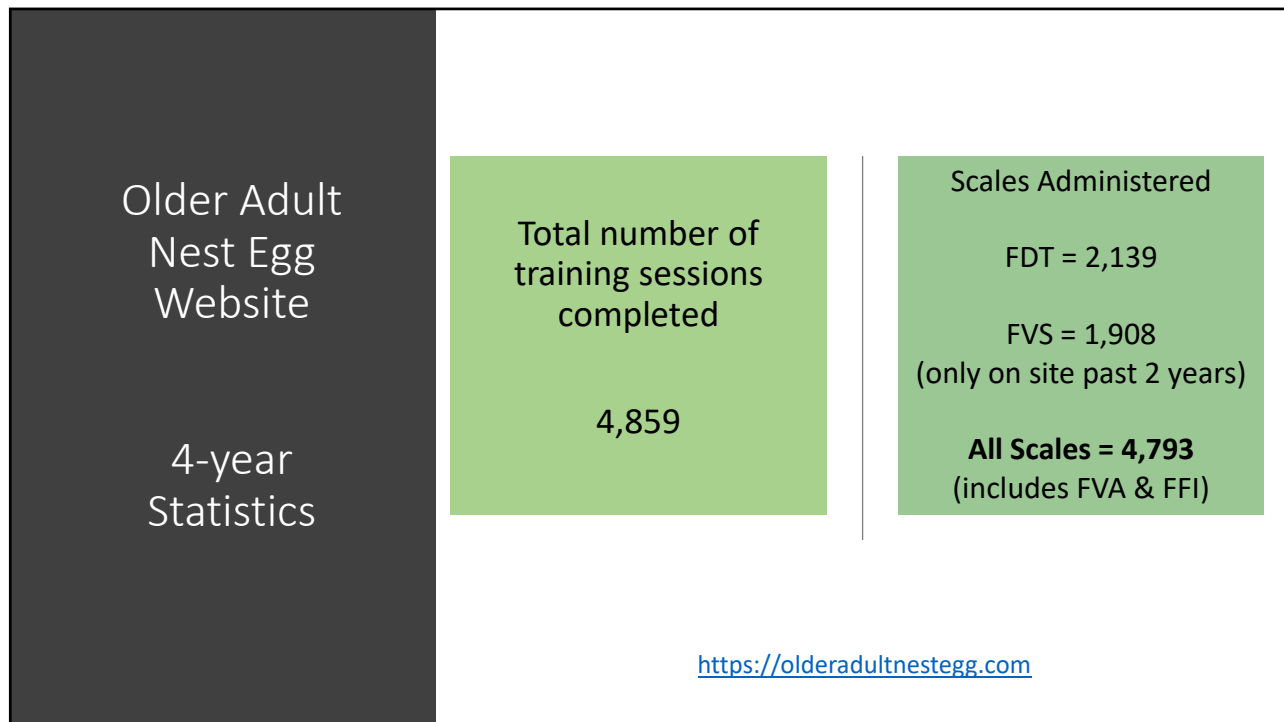 Older Adult
Nest Egg
Website
4-year
Statistics
Total number of
training sessions
completed
4,859
Scales Administered
FDT = 2,139
FVS = 1,908
(only on site past 2 years)
All Scales = 4,793
(includes FVA & FFI)
https://olderadultnestegg.com